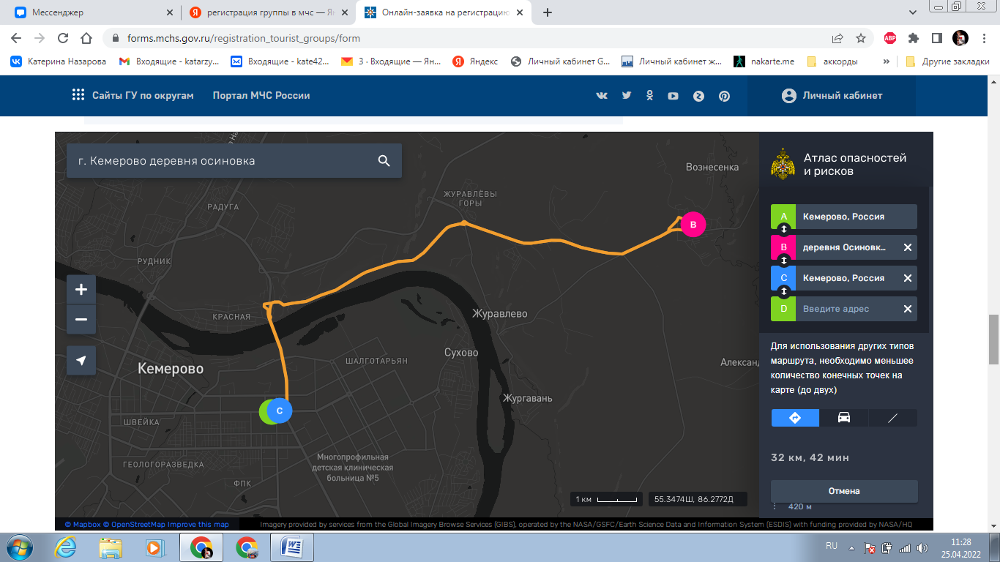 Мессенджер
регистрация группы в мчс — Ян
Онлайн-заявка на регистрацию
forms.mchs.gov.ru/registration_tourist_groups/form
ABP
Катерина Назарова
Входящие - katarzy...
Входящие - kate42...
3 · Входящие — Ян...
Яндекс
Личный кабинет G...
Личный кабинет ж...
nakarte.me
аккорды
»
Другие закладки
Сайты ГУ по округам
Портал МЧС России
Личный кабинет
г. Кемерово деревня осиновка
Атлас опасностей
и рисков
Вознесенка
ЖУРАВЛЁВЫ
ГОРЫ
РАДУГА
A
Кемерово, Россия
B
B
деревня Осиновк...
РУДНИК
C
Кемерово, Россия
D
Введите адрес
КРАСНАЯ
Журавлево
Для использования других типов
маршрута, необходимо меньшее
количество конечных точек на
карте (до двух)
Сухово
ШАЛГОТАРЬЯН
Александ
Кемерово
Жургавань
C
ШВЕЙКА
Многопрофильная
детская клиническая
больница №5
ГЕОЛОГОРАЗВЕДКА
ФПК
32 км, 42 мин
Отмена
420 м
1 км
55.3474Ш, 86.2772Д
© Mapbox © OpenStreetMap Improve this map
Imagery provided by services from the Global Imagery Browse Services (GIBS), operated by the NASA/GSFC/Earth Science Data and Information System (ESDIS) with funding provided by NASA/HQ
RU
11:28
25.04.2022